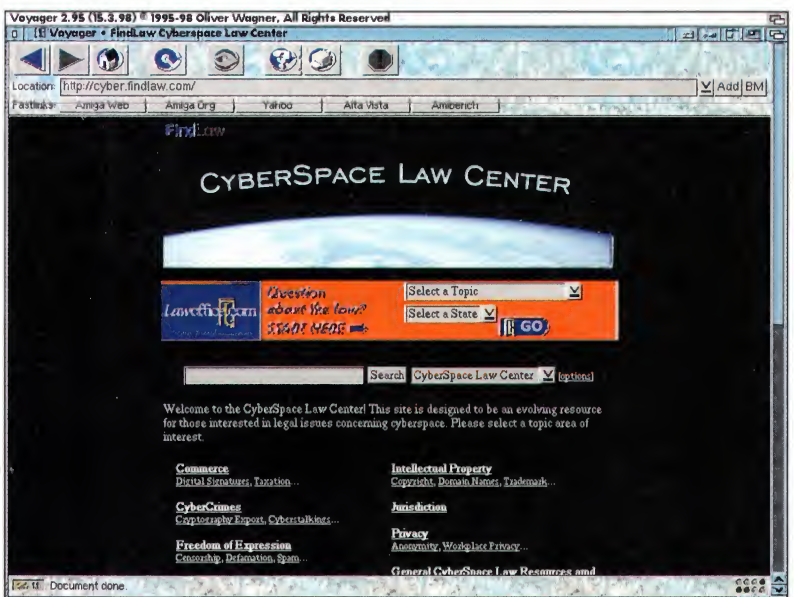 Voyager 2.95 (15.3.98) © 1995-98 Oliver Wagner, All Rights Reserved
Voyager • FindLaw Cyberspace Law Center
Location: http://cyber.findlaw.com/ Add BM
Fastlinks: Amiga Web Amiga Org Yahoo Alta Vista Amibench
FindLaw
CYBERSPACE LAW CENTER
Lawoffice.com
Question about the law? START HERE
Select a Topic
Select a State
GO
Search CyberSpace Law Center [options]
Welcome to the CyberSpace Law Center! This site is designed to be an evolving resource
for those interested in legal issues concerning cyberspace. Please select a topic area of
interest.
Commerce
Digital Signatures, Taxation...
CyberCrimes
Cryptography Export, Cyberstalkings...
Freedom of Expression
Censorship, Defamation, Spam...
Intellectual Property
Copyright, Domain Names, Trademark...
Jurisdiction
Privacy
Anonymity, Workplace Privacy...
General CyberSpace Law Resources and
Document done.